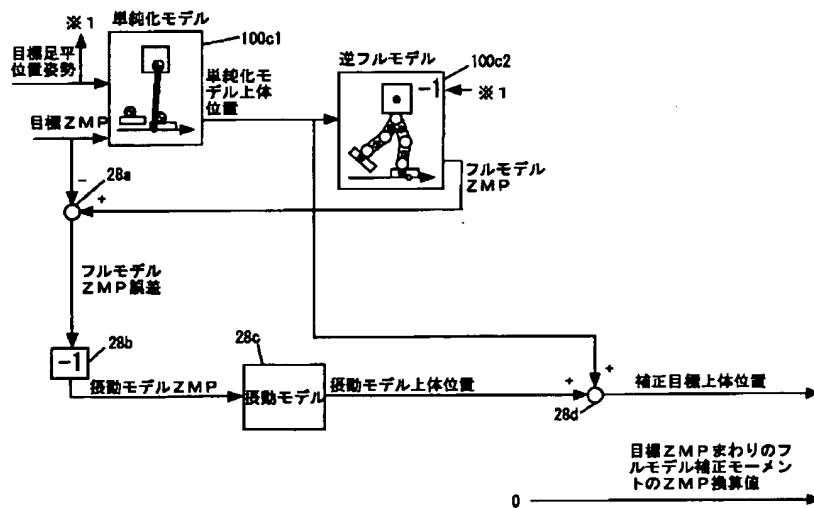 ※1
単純化モデル
100c1
目標足平
位置姿勢
単純化モ
デル上体
位置
逆フルモデル
100c2
-1
※1
目標ZMP
28a
-
+
フルモデル
ZMP
フルモデル
ZMP誤差
28b
-1
摂動モデルZMP
28c
摂動モデル
摂動モデル上体位置
+
+
28d
補正目標上体位置
目標ZMPまわりのフ
ルモデル補正モーメン
トのZMP換算値
0